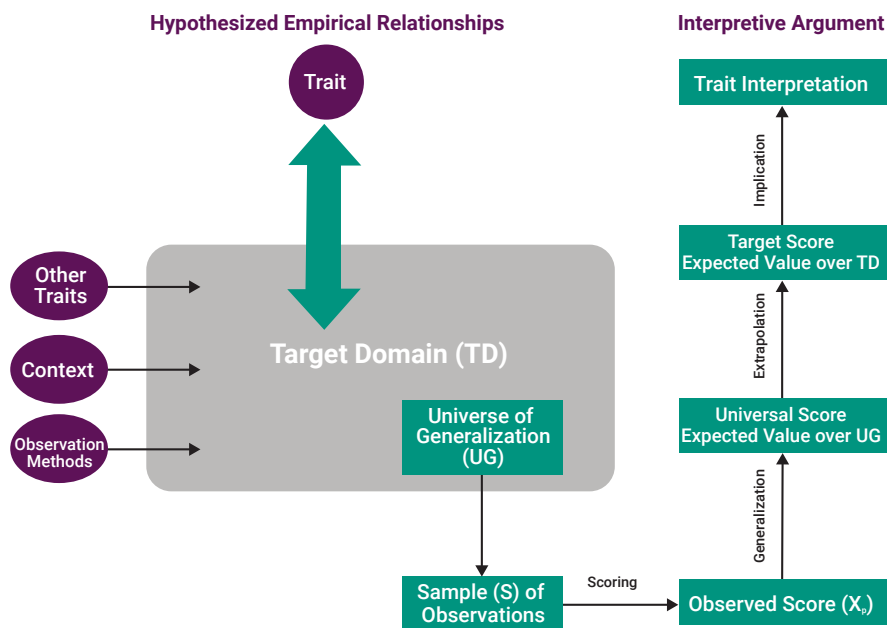 Hypothesized Empirical Relationships
Interpretive Argument
Trait
Trait Interpretation
Implication
Other
Traits
Target Score
Expected Value over TD
Context
Target Domain (TD)
Extrapolation
Observation
Methods
Universe of
Generalization
(UG)
Universal Score
Expected Value over UG
Generalization
Sample (S) of
Observations
Scoring
Observed Score (Xₚ)